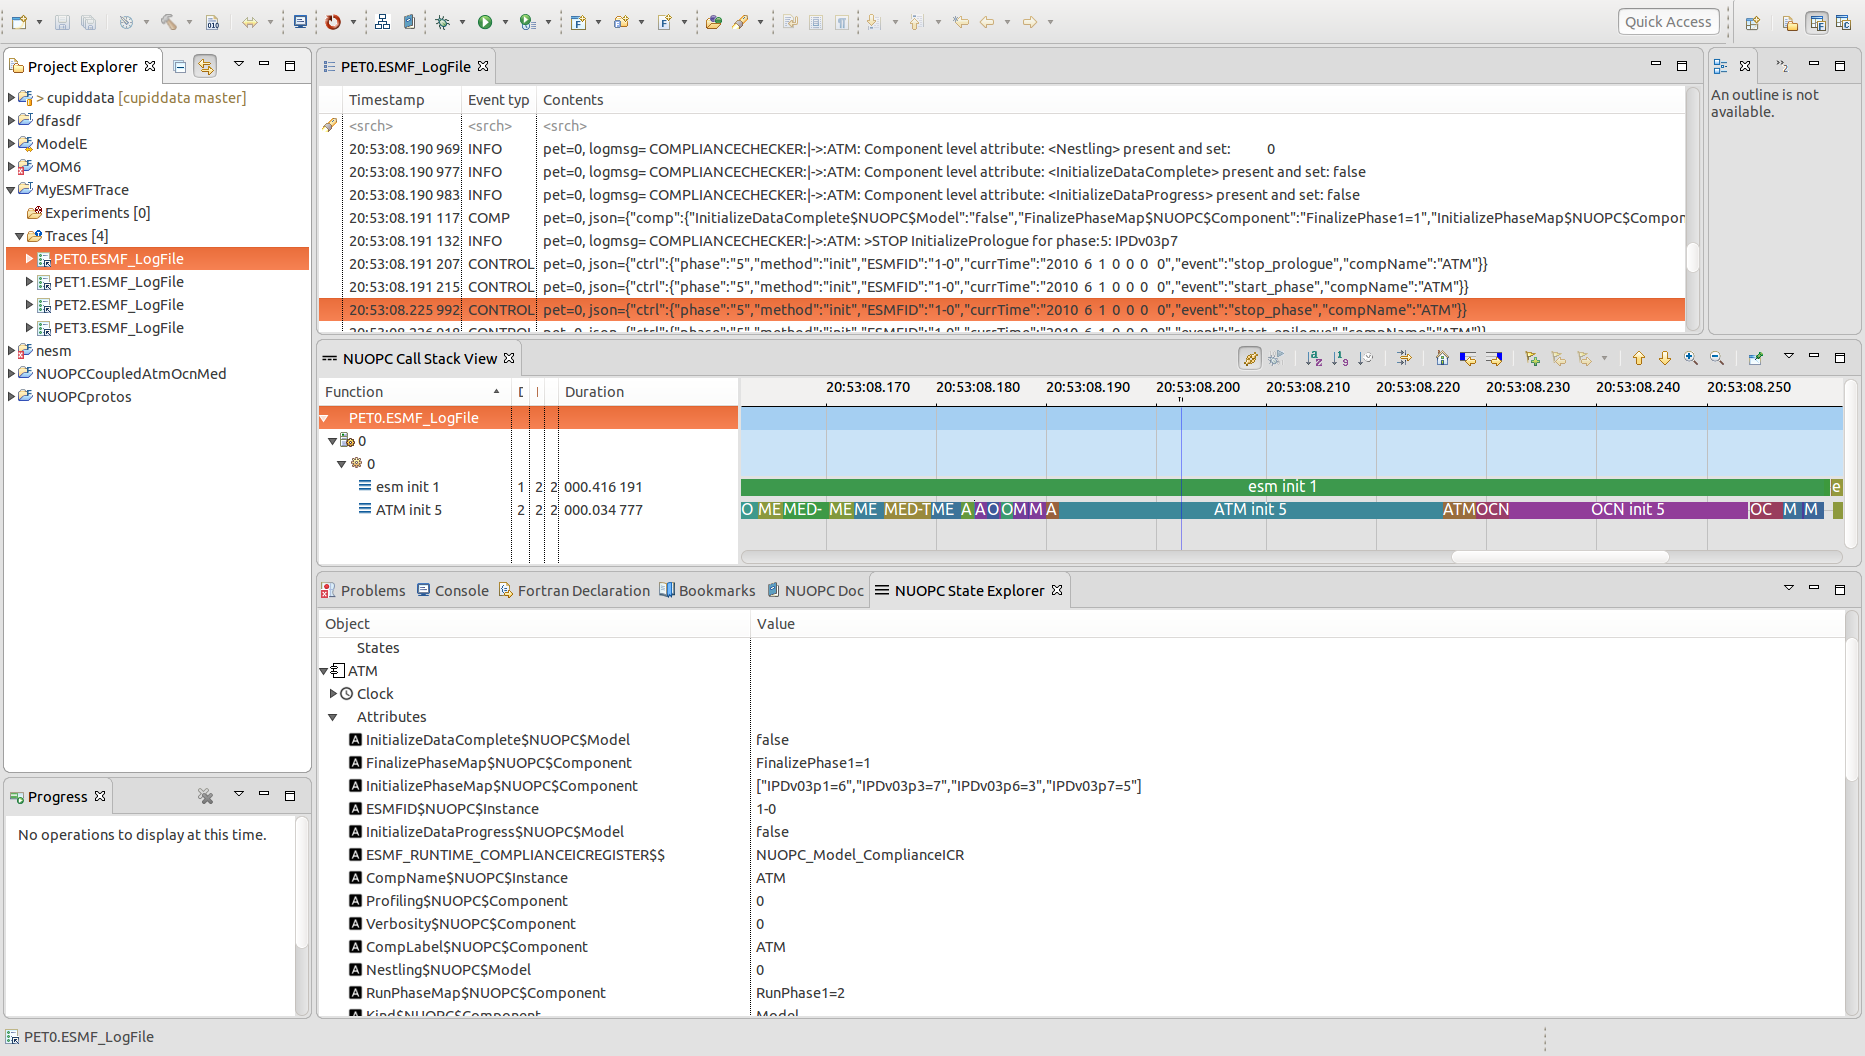 Quick Access
Project Explorer
> cupiddata [cupiddata master]
dfasdf
ModelE
MOM6
MyESMFTrace
Experiments [0]
Traces [4]
PET0.ESMF_LogFile
PET1.ESMF_LogFile
PET2.ESMF_LogFile
PET3.ESMF_LogFile
nesm
NUOPCCoupledAtmOcnMed
NUOPCprotos
Progress
No operations to display at this time.
PET0.ESMF_LogFile
Timestamp Event typ Contents
<srch> <srch> <srch>
20:53:08.190 969 INFO pet=0, logmsg= COMPLIANCECHECKER:|->:ATM: Component level attribute: <Nestling> present and set: 0
20:53:08.190 977 INFO pet=0, logmsg= COMPLIANCECHECKER:|->:ATM: Component level attribute: <InitializeDataComplete> present and set: false
20:53:08.190 983 INFO pet=0, logmsg= COMPLIANCECHECKER:|->:ATM: Component level attribute: <InitializeDataProgress> present and set: false
20:53:08.191 117 COMP pet=0, json={"comp":{"InitializeDataComplete$NUOPC$Model":"false","FinalizePhaseMap$NUOPC$Component":"FinalizePhase1=1","InitializePhaseMap$NUOPC$Compor
20:53:08.191 132 INFO pet=0, logmsg= COMPLIANCECHECKER:|->:ATM: >STOP InitializePrologue for phase:5: IPDv03p7
20:53:08.191 207 CONTROL pet=0, json={"ctrl":{"phase":"5","method":"init","ESMFID":"1-0","currTime":"2010 6 1 0 0 0 0","event":"stop_prologue","compName":"ATM"}}
20:53:08.191 215 CONTROL pet=0, json={"ctrl":{"phase":"5","method":"init","ESMFID":"1-0","currTime":"2010 6 1 0 0 0 0","event":"start_phase","compName":"ATM"}}
20:53:08.225 992 CONTROL pet=0, json={"ctrl":{"phase":"5","method":"init","ESMFID":"1-0","currTime":"2010 6 1 0 0 0 0","event":"stop_phase","compName":"ATM"}}
An outline is not
available.
NUOPC Call Stack View
Function Duration
20:53:08.170 20:53:08.180 20:53:08.190 20:53:08.200 20:53:08.210 20:53:08.220 20:53:08.230 20:53:08.240 20:53:08.250
PET0.ESMF_LogFile
0
0
esm init 1 1 2 2 000.416 191 esm init 1 e
ATM init 5 2 2 2 000.034 777 O ME MED- ME ME MED-T ME A A O O M M A ATM init 5 ATM OCN OCN init 5 OC M M
Problems Console Fortran Declaration Bookmarks NUOPC Doc NUOPC State Explorer
Object Value
States
ATM
Clock
Attributes
InitializeDataComplete$NUOPC$Model false
FinalizePhaseMap$NUOPC$Component FinalizePhase1=1
InitializePhaseMap$NUOPC$Component ["IPDv03p1=6","IPDv03p3=7","IPDv03p6=3","IPDv03p7=5"]
ESMFID$NUOPC$Instance 1-0
InitializeDataProgress$NUOPC$Model false
ESMF_RUNTIME_COMPLIANCEICREGISTER$$ NUOPC_Model_ComplianceICR
CompName$NUOPC$Instance ATM
Profiling$NUOPC$Component 0
Verbosity$NUOPC$Component 0
CompLabel$NUOPC$Component ATM
Nestling$NUOPC$Model 0
RunPhaseMap$NUOPC$Component RunPhase1=2
Kind$NUOPC$Component Model
PET0.ESMF_LogFile